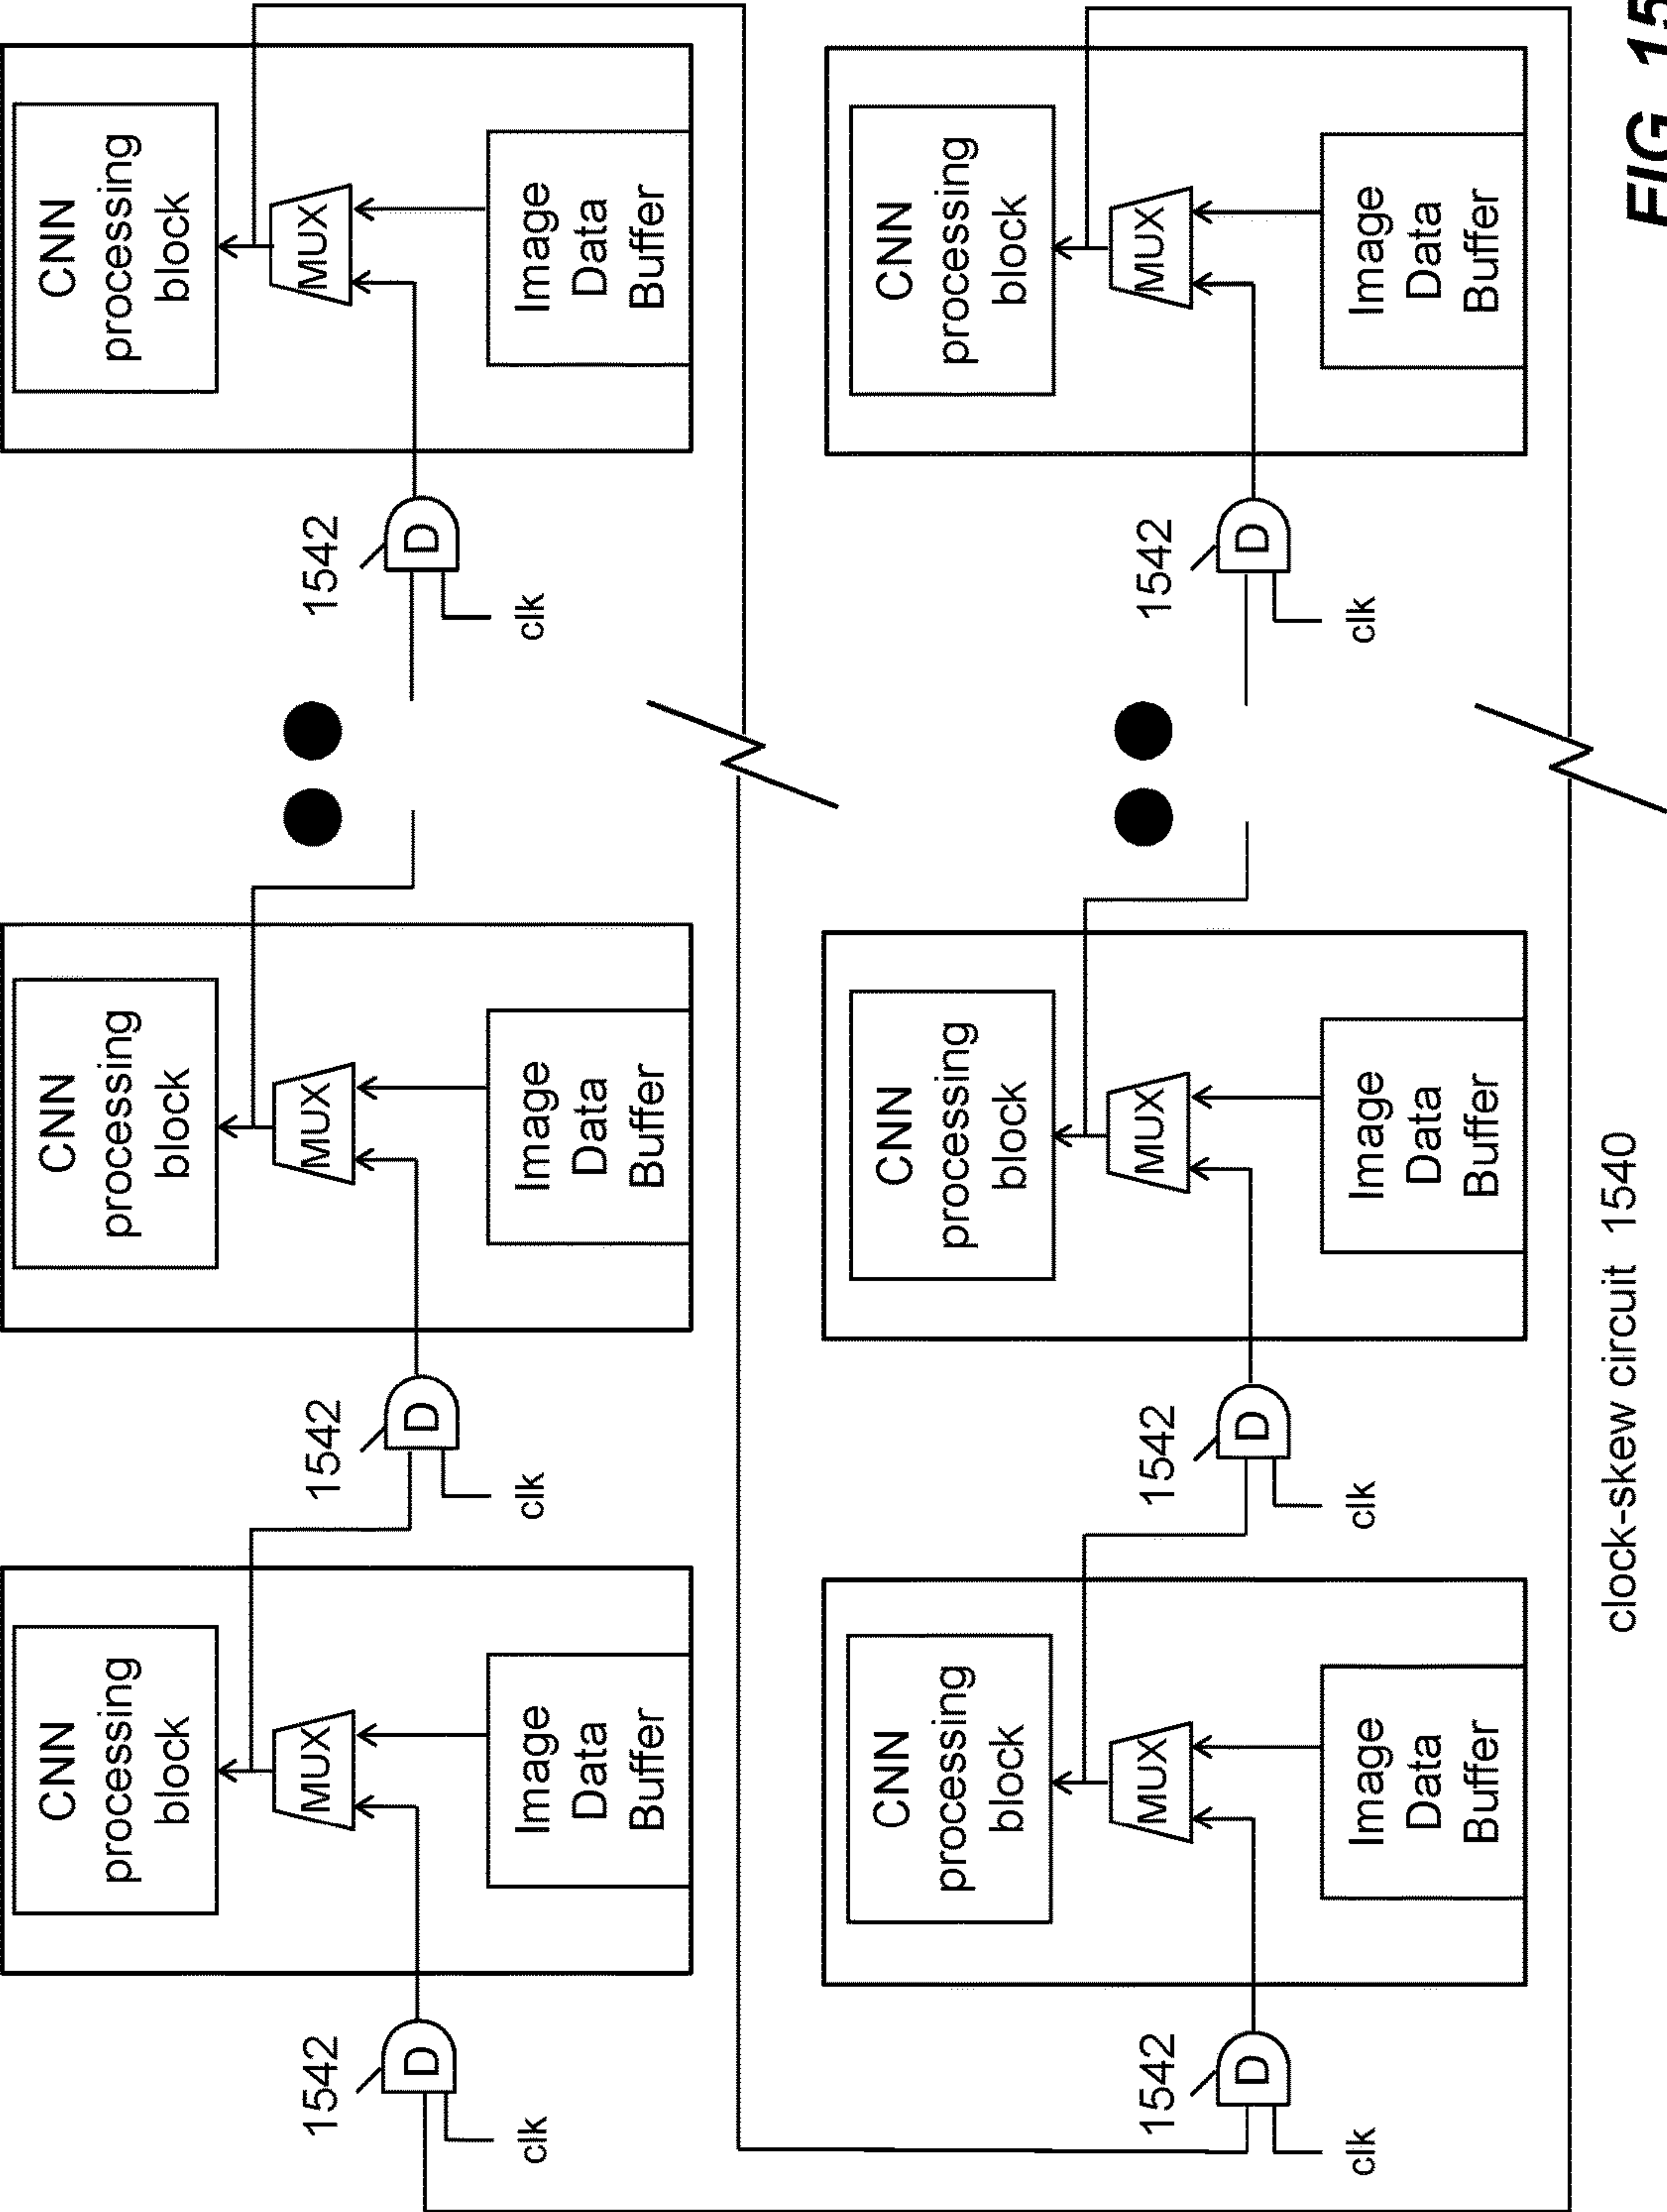 CNN
processing
block
CNN
processing
block
CNN
processing
block
1542
MUX
1542
MUX
1542
MUX
D
D
D
clk
Image
Data
Buffer
clk
Image
Data
Buffer
clk
Image
Data
Buffer
CNN
processing
block
CNN
processing
block
CNN
processing
block
1542
MUX
1542
MUX
1542
MUX
D
D
D
clk
Image
Data
Buffer
clk
Image
Data
Buffer
clk
Image
Data
Buffer
clock-skew circuit 1540
FIG 15